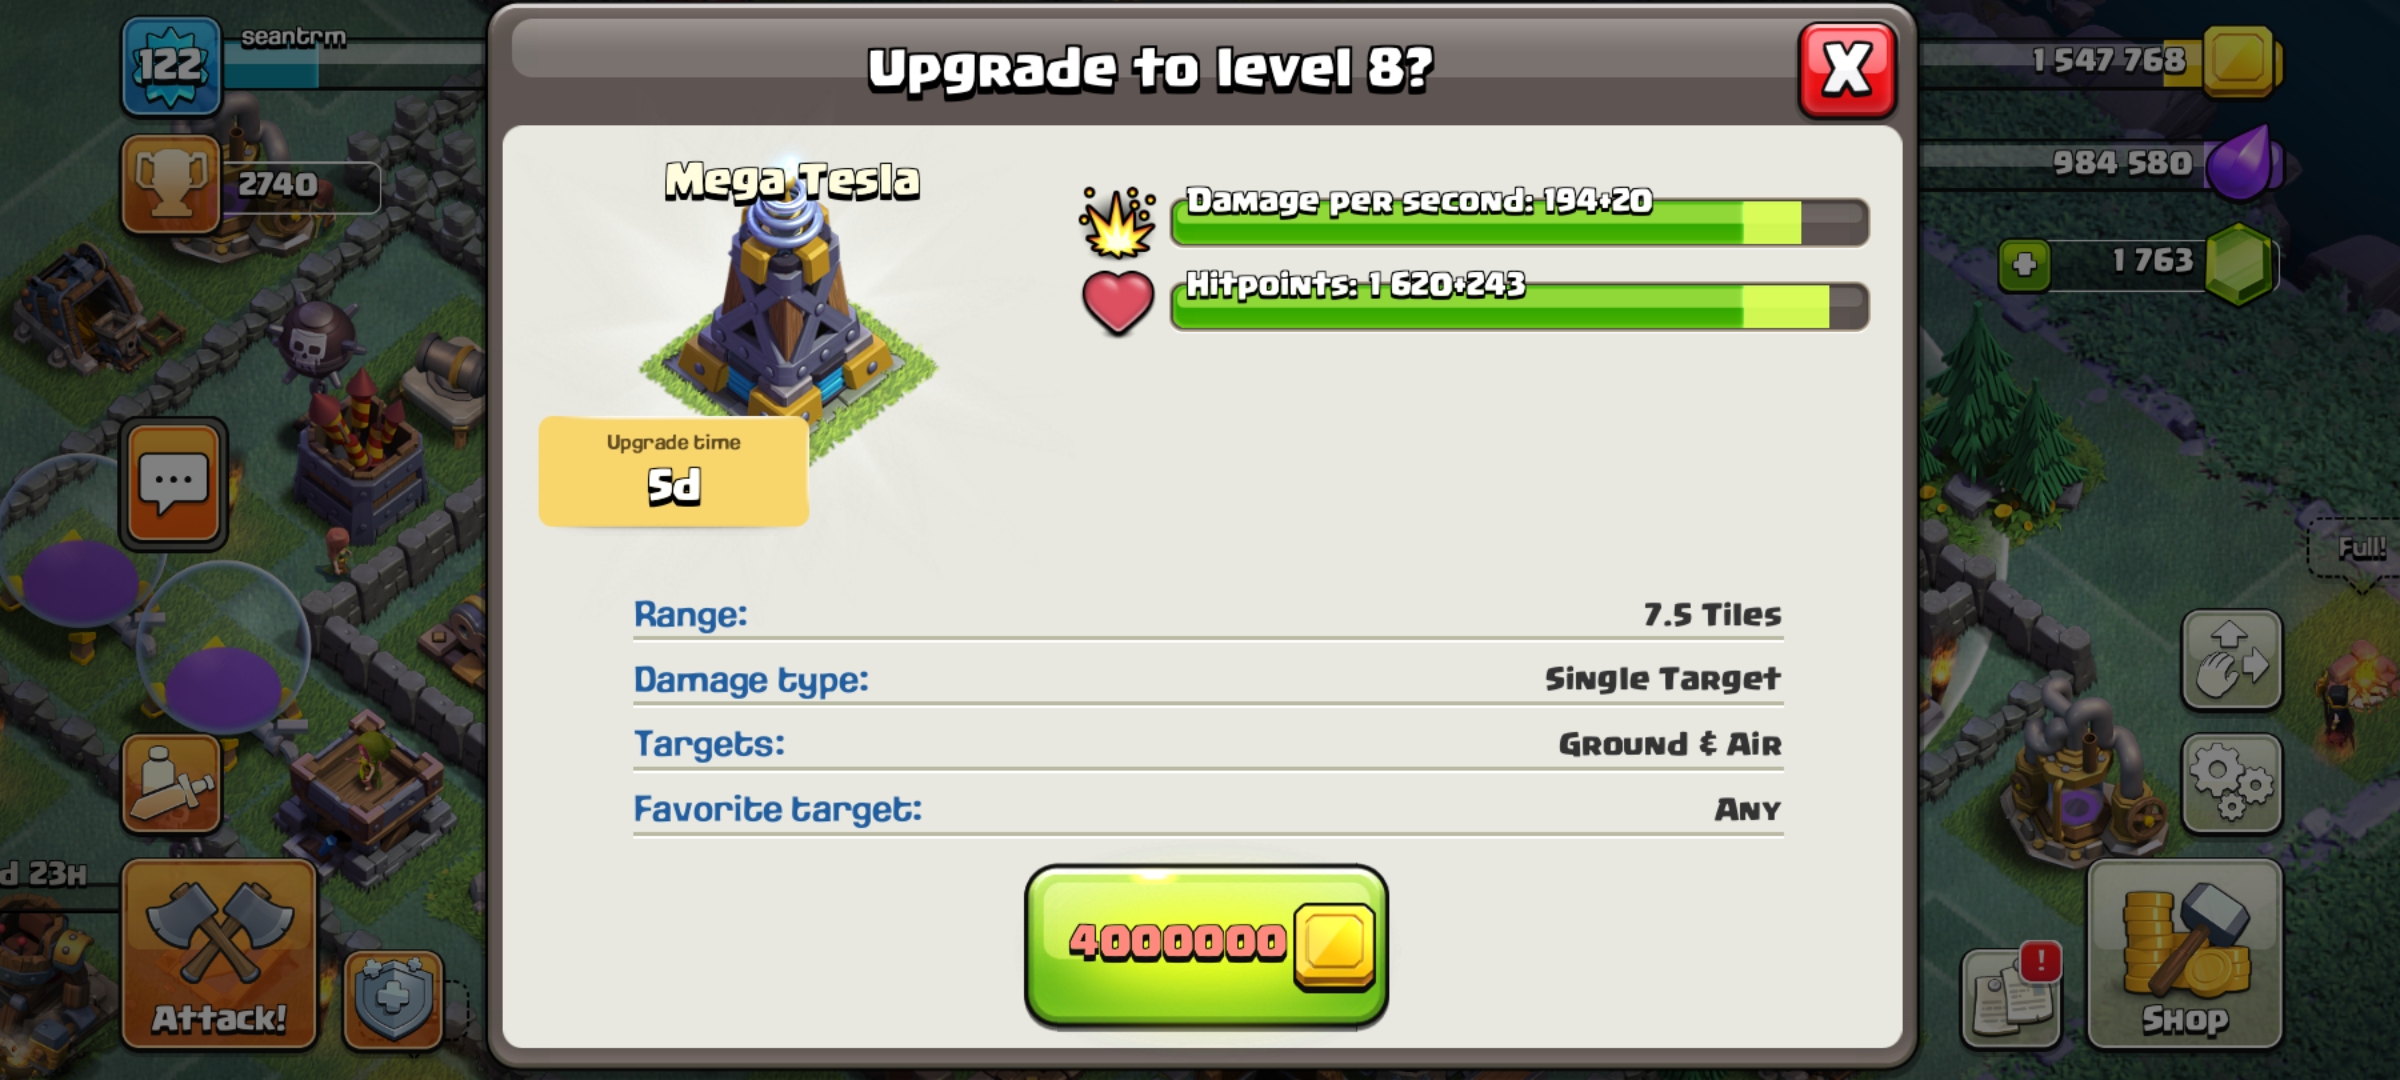 122
seantrm
2740
Upgrade to level 8?
X
1 547 768
984 580
1 763
Mega Tesla
Damage per second: 194+20
Hitpoints: 1 620+243
Upgrade time
5d
Range: 7.5 Tiles
Damage type: Single Target
Targets: Ground & Air
Favorite target: Any
4000000
Full!
d 23H
Attack!
!
Shop